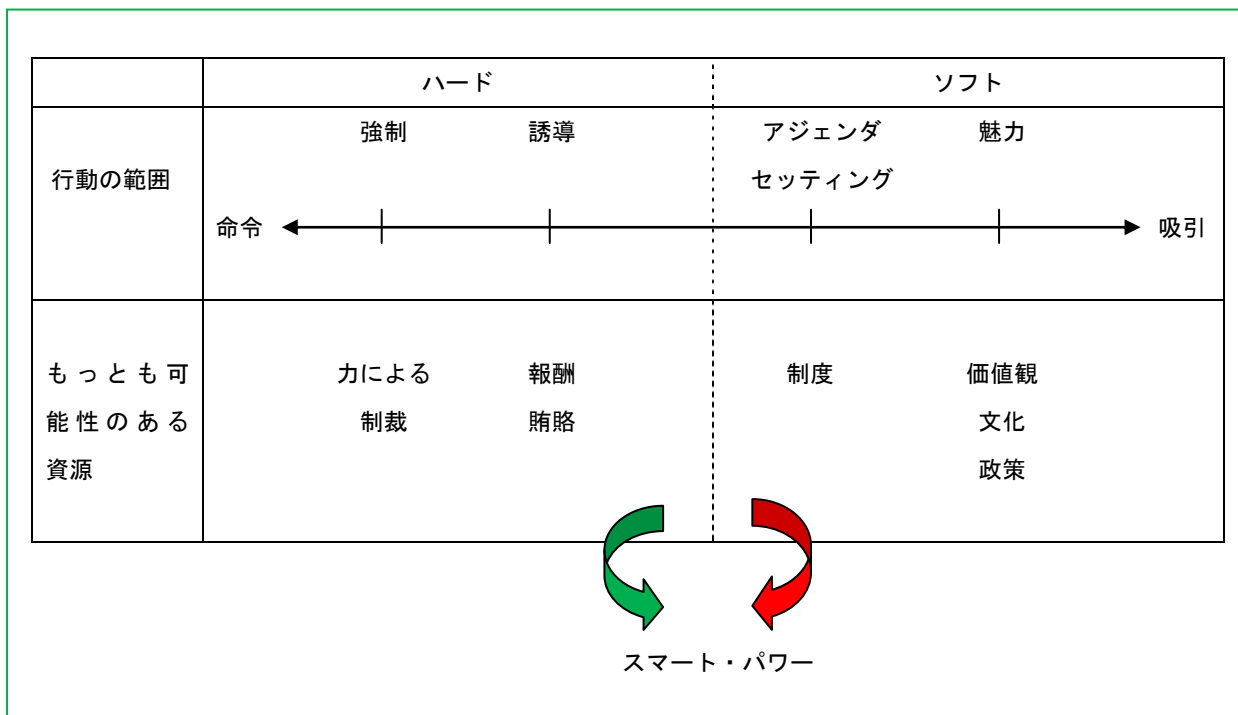 ハード ソフト
強制 誘導 アジェンダ 魅力
行動の範囲 セッティング
命令 吸引
もっとも可 力による 報酬 制度 価値観
能性のある 制裁 賄賂 文化
資源 政策
スマート・パワー